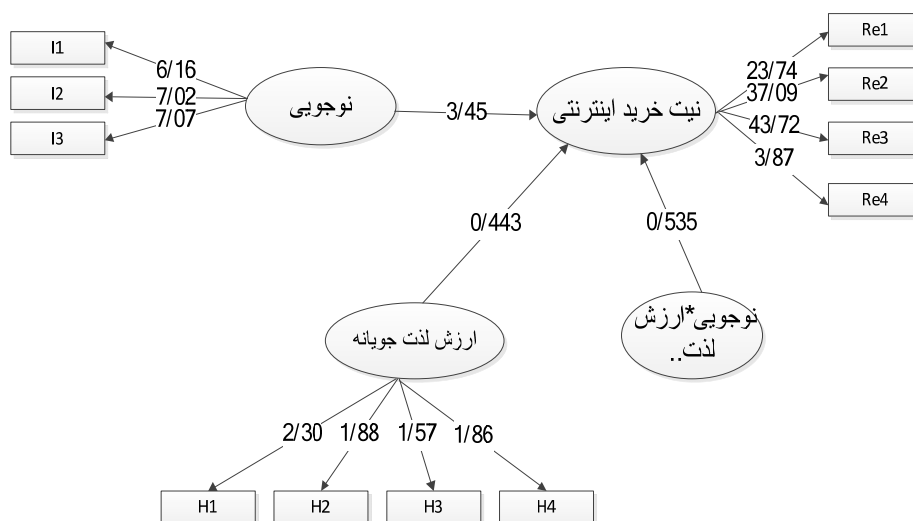 I1
6/16
I2
7/02
I3
7/07
نوجویی
3/45
نیت خرید اینترنتی
Re1
23/74
Re2
37/09
43/72
Re3
3/87
Re4
0/443
0/535
ارزش لذت جویانه
نوجویی*ارزش
لذت..
2/30
1/88
1/57
1/86
H1
H2
H3
H4